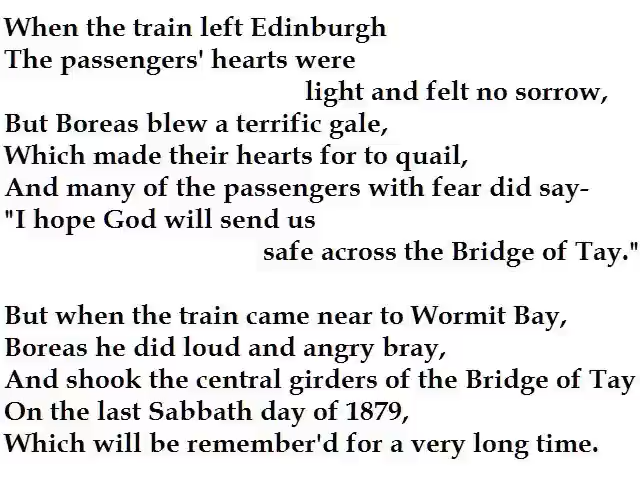 When the train left Edinburgh
The passengers' hearts were
light and felt no sorrow,
But Boreas blew a terrific gale,
Which made their hearts for to quail,
And many of the passengers with fear did say-
"I hope God will send us
safe across the Bridge of Tay."
But when the train came near to Wormit Bay,
Boreas he did loud and angry bray,
And shook the central girders of the Bridge of Tay
On the last Sabbath day of 1879,
Which will be remember'd for a very long time.